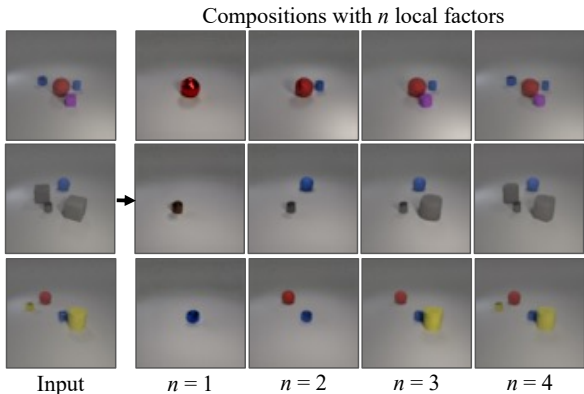 Compositions with n local factors
Input
n = 1
n = 2
n = 3
n = 4